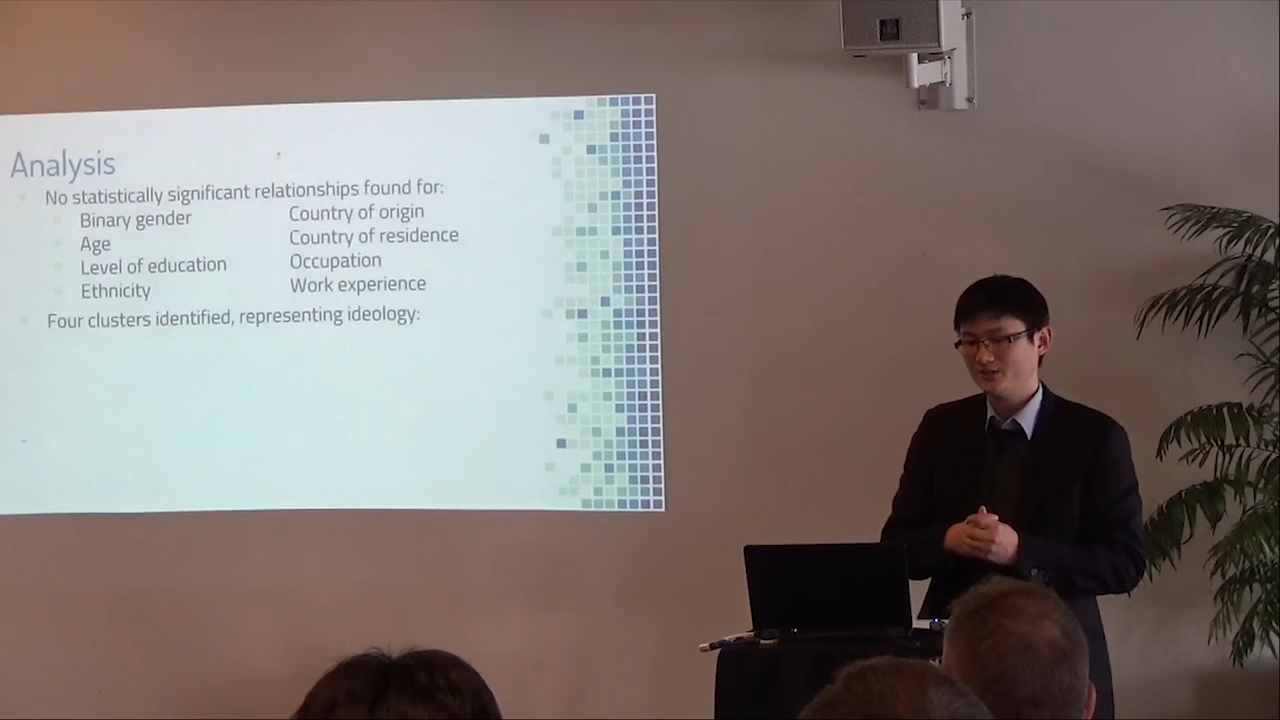 Analysis
No statistically significant relationships found for:
Binary gender
Age
Level of education
Ethnicity
Country of origin
Country of residence
Occupation
Work experience
Four clusters identified, representing ideology: